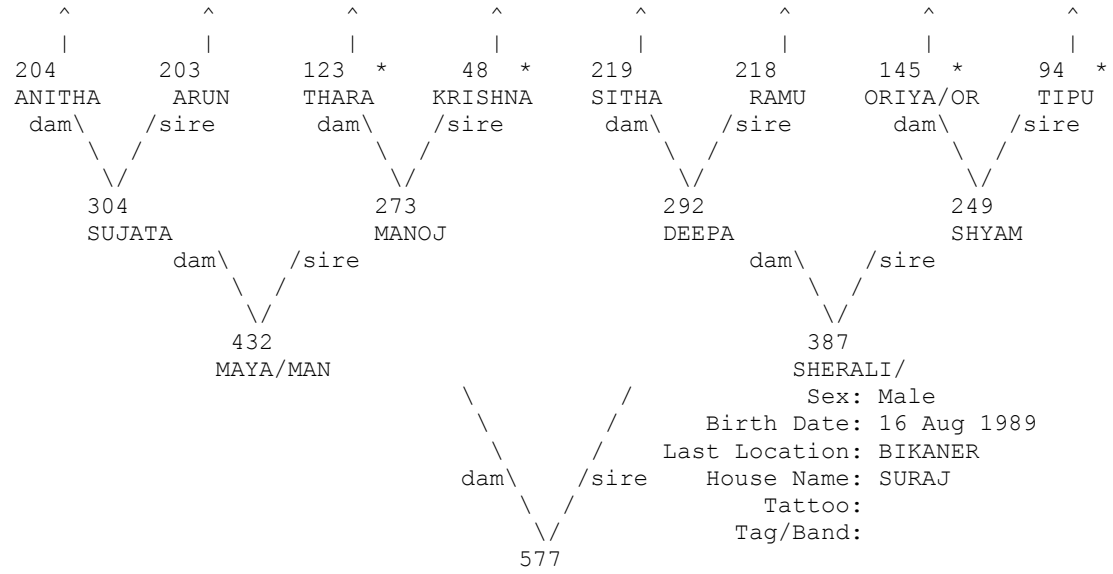 ^ ^ ^ ^ ^ ^ ^ ^
| | | | | | | |
204 203 123 * 48 * 219 218 145 * 94 *
ANITHA ARUN THARA KRISHNA SITHA RAMU ORIYA/OR TIPU
dam\ /sire dam\ /sire dam\ /sire dam\ /sire
\ / \ / \ / \ /
\/ \/ \/ \/
304 273 292 249
SUJATA MANOJ DEEPA SHYAM
dam\ /sire dam\ /sire
\ / \ /
\/ \/
432 387
MAYA/MAN SHERALI/
\ / Sex: Male
\ / Birth Date: 16 Aug 1989
\ / Last Location: BIKANER
dam\ /sire House Name: SURAJ
\ / Tattoo:
\/ Tag/Band:
577